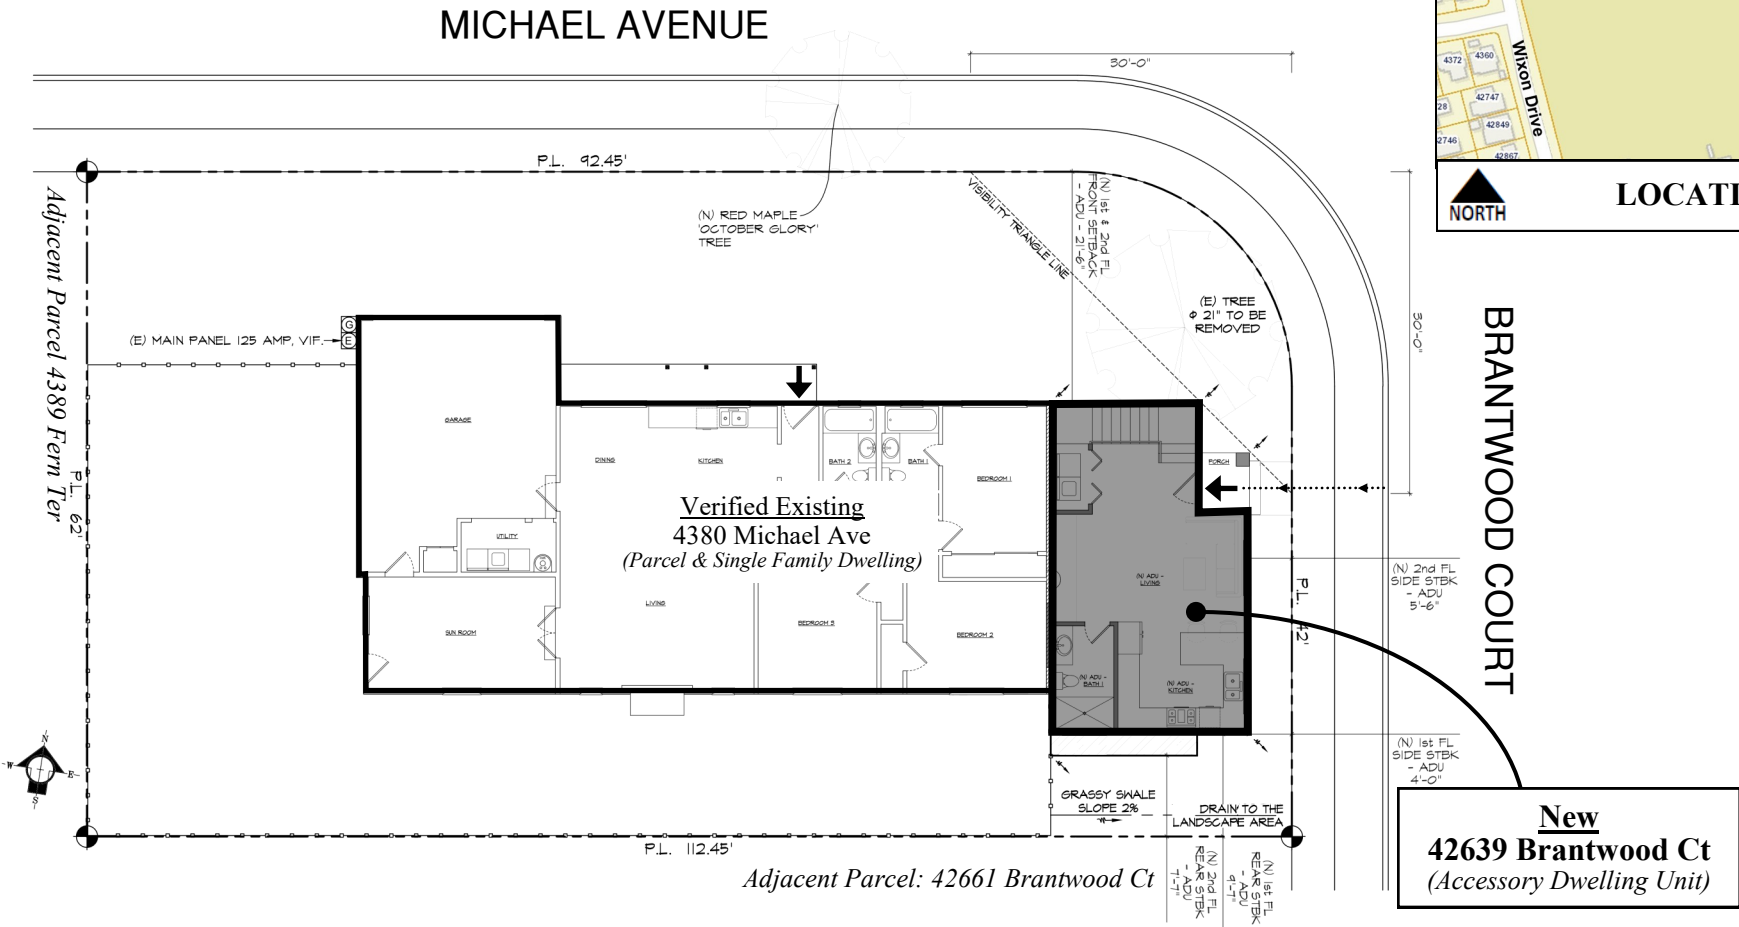 MICHAEL AVENUE
30'-0"
Wixon Drive
4372
4360
42747
28
42849
2746
42867
NORTH
LOCATI
P.L. 92.45'
Adjacent Parcel 4389 Fern Ter
P.L. 62'
(N) RED MAPLE
'OCTOBER GLORY'
TREE
VISIBILITY TRIANGLE LINE
(N) 1st & 2nd FL
FRONT SETBACK
- ADU - 21'-6"
(E) TREE
⌀ 21" TO BE
REMOVED
30'-0"
BRANTWOOD COURT
(E) MAIN PANEL 125 AMP, VIF.
G
E
GARAGE
DINING
KITCHEN
BATH 2
BATH 1
BEDROOM 1
PORCH
Verified Existing
4380 Michael Ave
(Parcel & Single Family Dwelling)
UTILITY
SUN ROOM
LIVING
BEDROOM 3
BEDROOM 2
(N) ADU -
LIVING
(N) ADU -
BATH 1
(N) ADU -
KITCHEN
P.L. 42'
(N) 2nd FL
SIDE STBK
- ADU
5'-6"
(N) 1st FL
SIDE STBK
- ADU
4'-0"
N
W
E
S
GRASSY SWALE
SLOPE 2%
DRAIN TO THE
LANDSCAPE AREA
P.L. 112.45'
Adjacent Parcel: 42661 Brantwood Ct
(N) 2nd FL
REAR STBK
- ADU
7'-7"
(N) 1st FL
REAR STBK
- ADU
9'-7"
New
42639 Brantwood Ct
(Accessory Dwelling Unit)